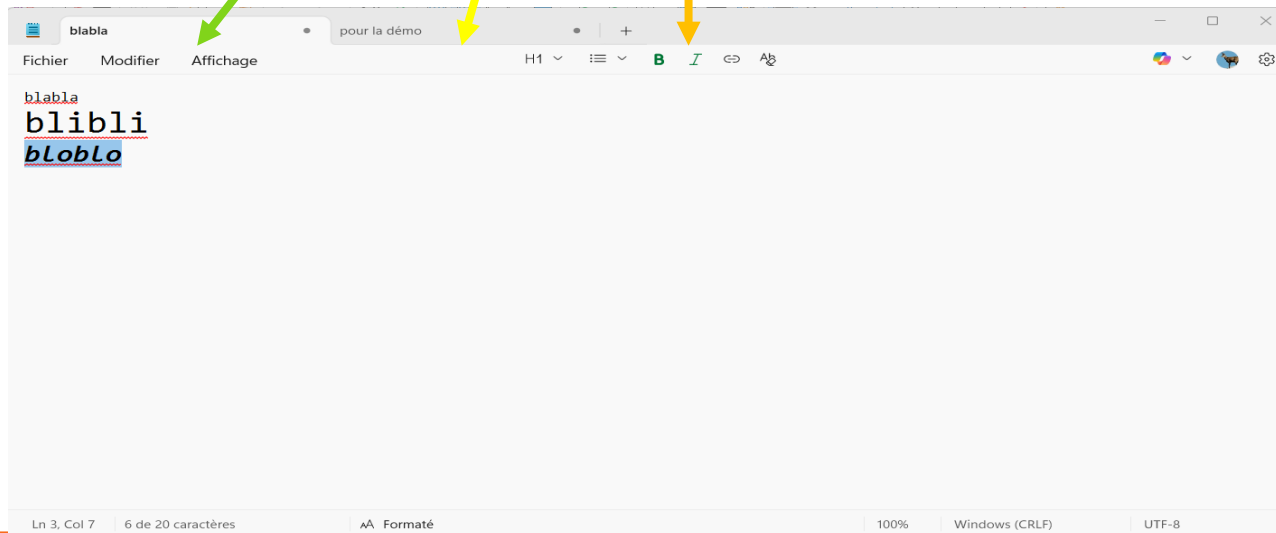 blabla pour la démo
Fichier Modifier Affichage H1 B I
blabla
blibli
bloblo
Ln 3, Col 7 6 de 20 caractères Formaté 100% Windows (CRLF) UTF-8